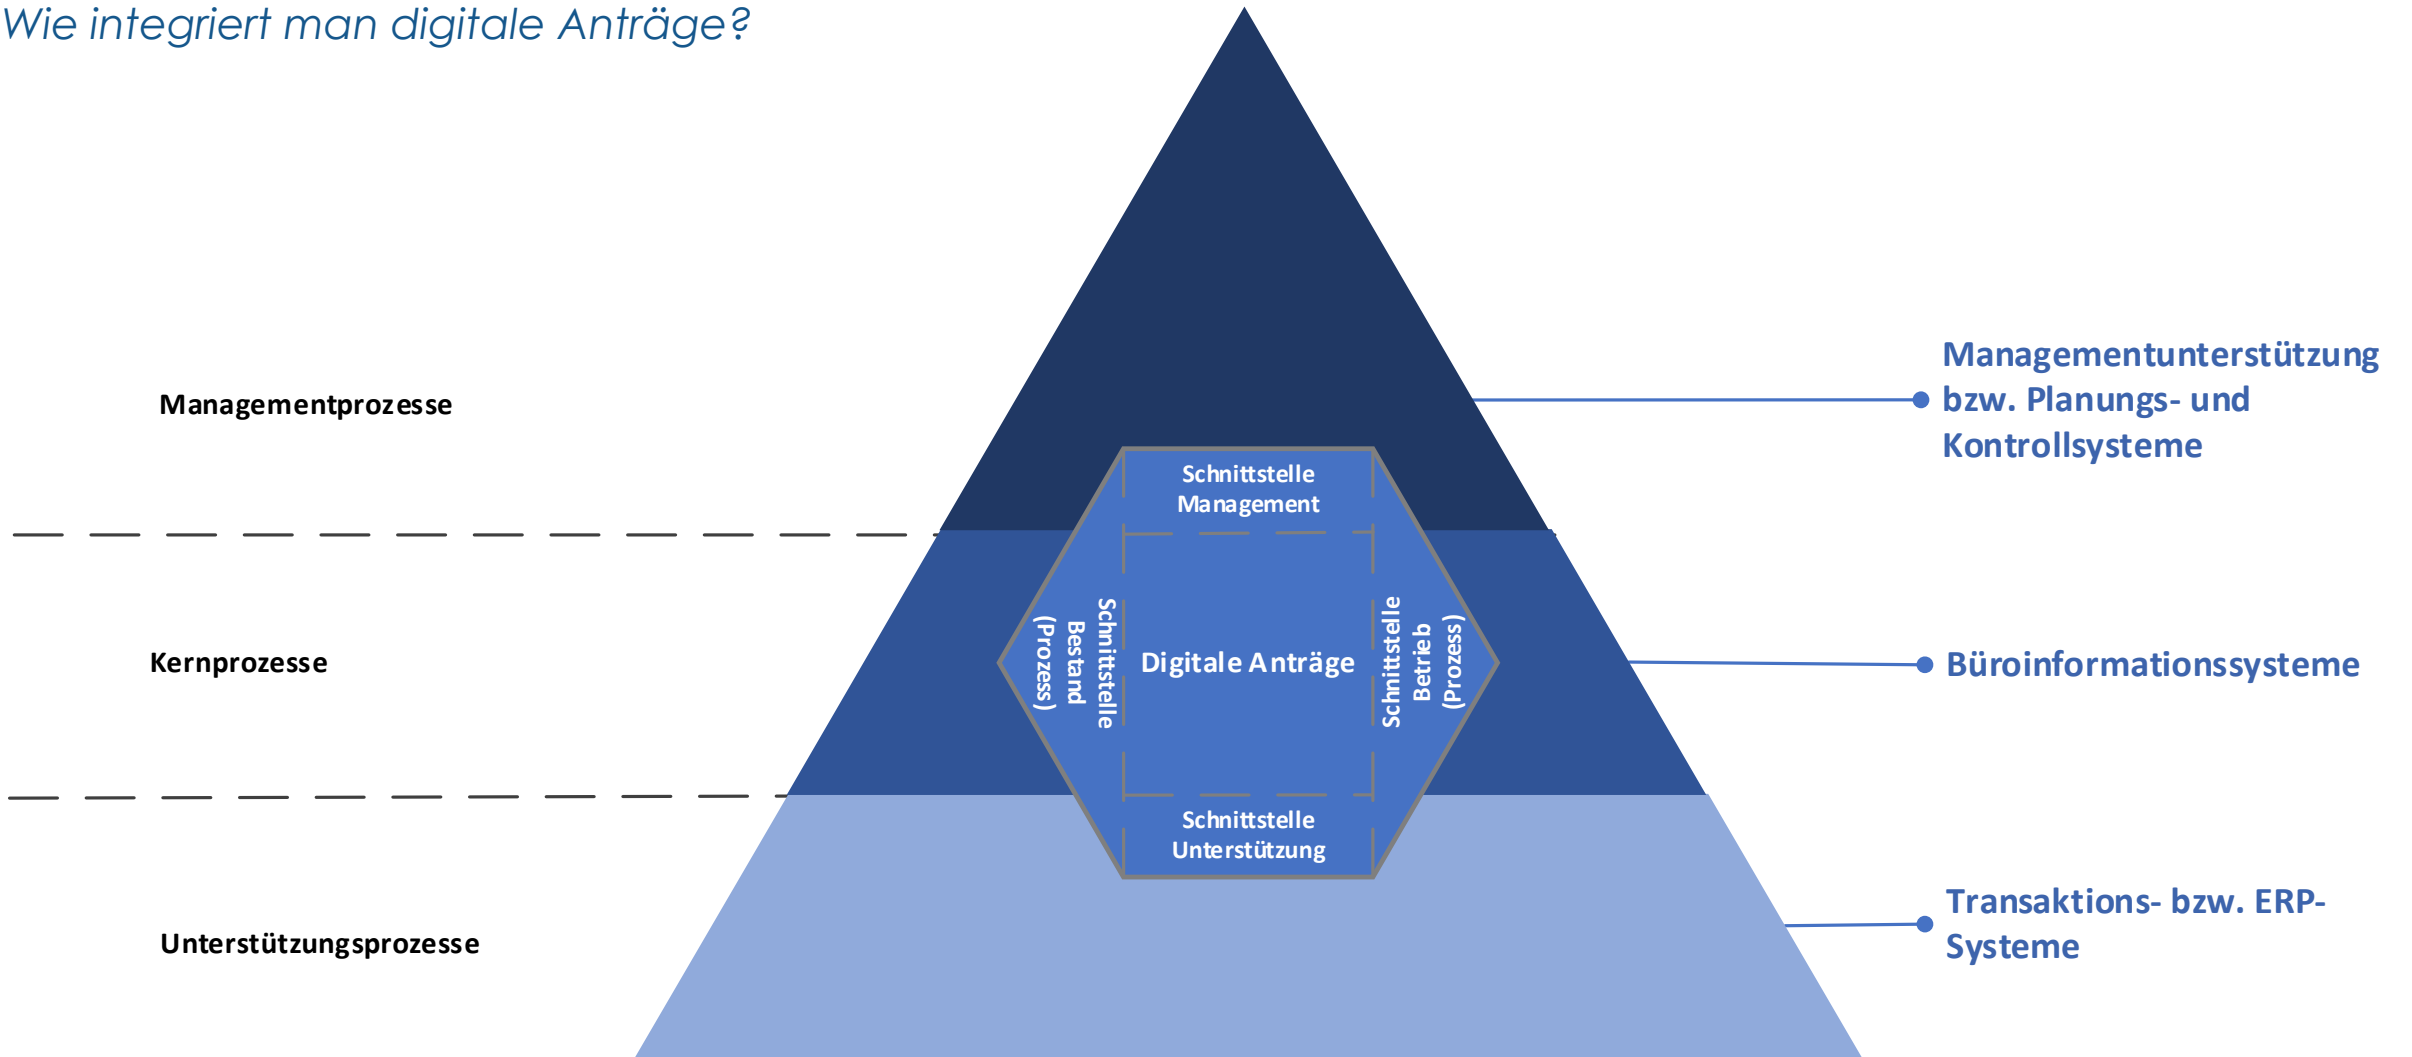 Wie integriert man digitale Anträge?
Managementprozesse
Managementunterstützung
bzw. Planungs- und
Kontrollsysteme
Schnittstelle
Management
Kernprozesse
Schnittstelle
Bestand
(Prozess)
Digitale Anträge
Schnittstelle
Betrieb
(Prozess)
Büroinformationssysteme
Schnittstelle
Unterstützung
Unterstützungsprozesse
Transaktions- bzw. ERP-
Systeme